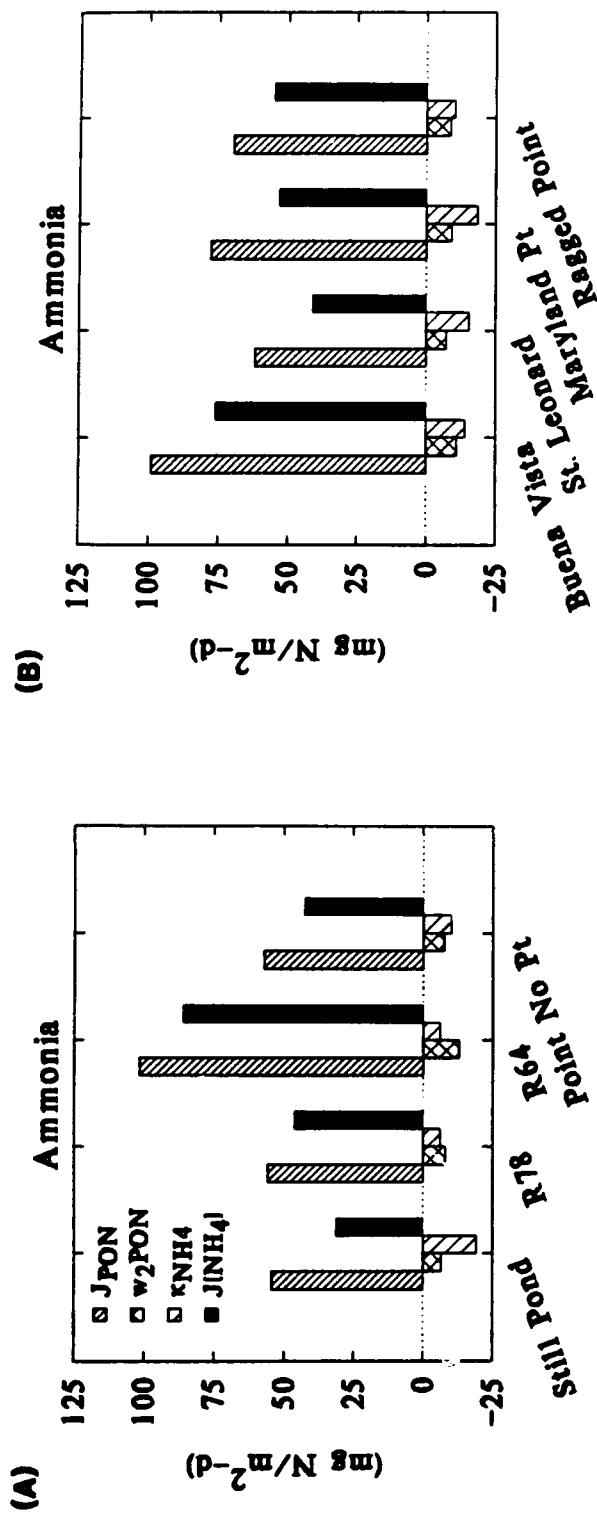 (A)
Ammonia
125
100
75
50
25
0
−25
(mg N/m²−d)
JPON
w₂PON
κNH4
J[NH₄]
Still Pond
R78
R64
Point No Pt
(B)
Ammonia
125
100
75
50
25
0
−25
(mg N/m²−d)
Buena Vista
St. Leonard
Maryland Pt
Ragged Point